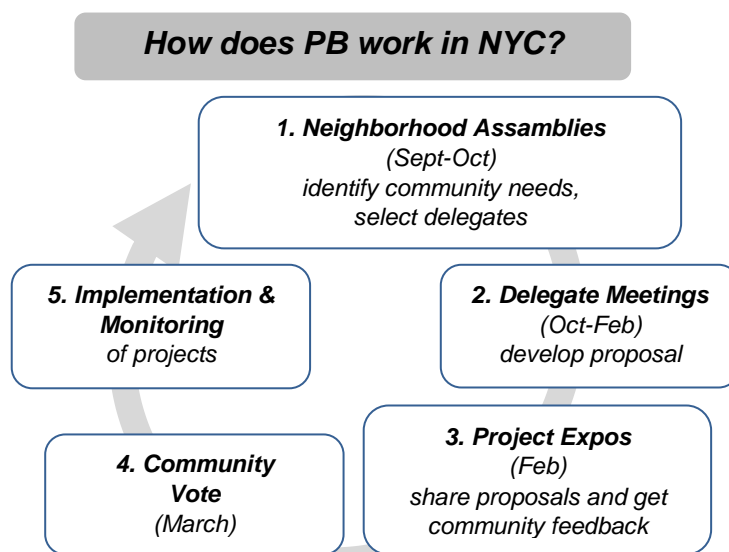 How does PB work in NYC?
1. Neighborhood Assamblies
(Sept-Oct)
identify community needs,
select delegates
2. Delegate Meetings
(Oct-Feb)
develop proposal
3. Project Expos
(Feb)
share proposals and get
community feedback
4. Community
Vote
(March)
5. Implementation &
Monitoring
of projects